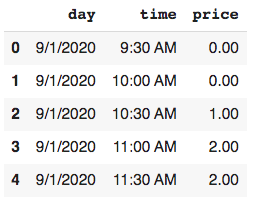 day time price
0 9/1/2020 9:30 AM 0.00
1 9/1/2020 10:00 AM 0.00
2 9/1/2020 10:30 AM 1.00
3 9/1/2020 11:00 AM 2.00
4 9/1/2020 11:30 AM 2.00